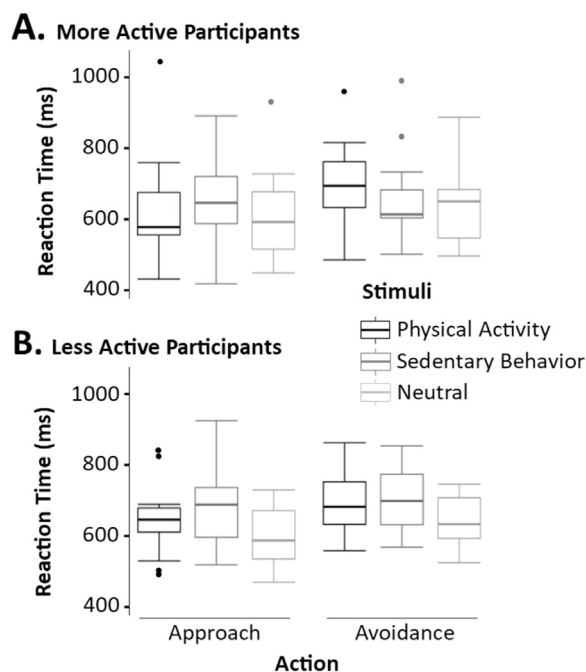 A. More Active Participants
Reaction Time (ms)
1000
800
600
400
Stimuli
Physical Activity
Sedentary Behavior
Neutral
B. Less Active Participants
Reaction Time (ms)
1000
800
600
400
Approach
Avoidance
Action